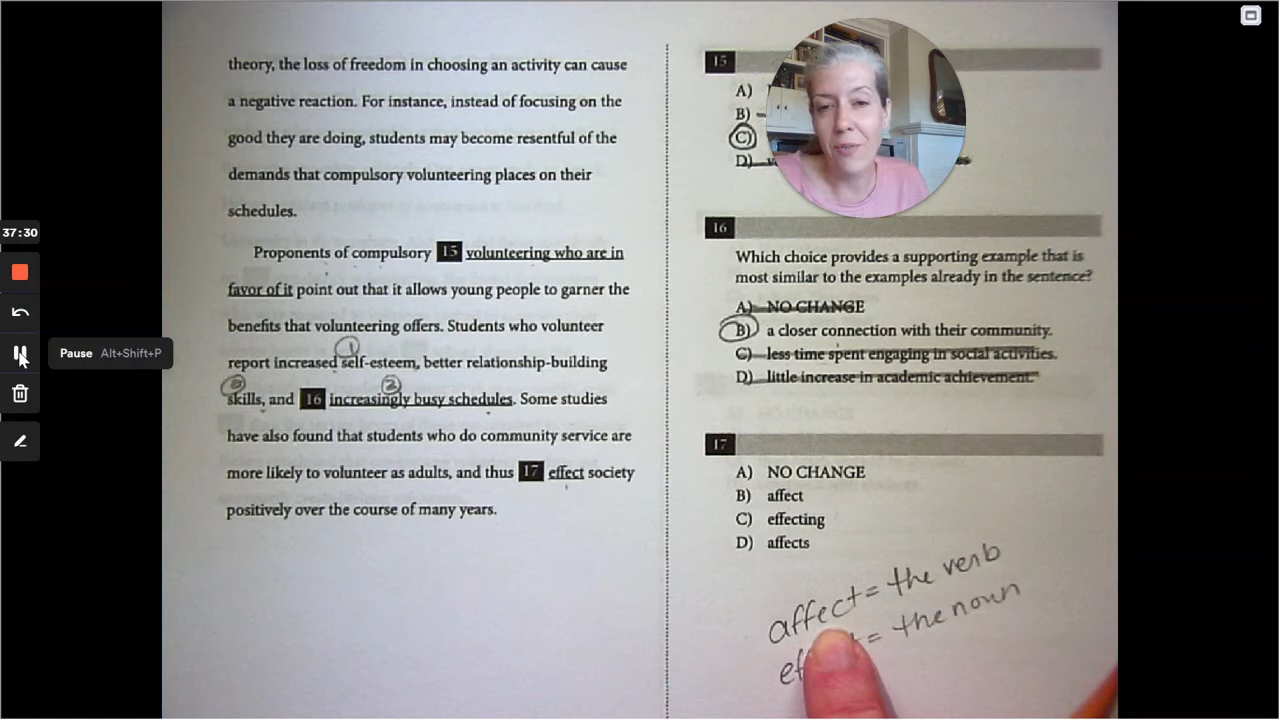 theory, the loss of freedom in choosing an activity can cause
a negative reaction. For instance, instead of focusing on the
good they are doing, students may become resentful of the
demands that compulsory volunteering places on their
schedules.
Proponents of compulsory 15 volunteering who are in
favor of it point out that it allows young people to garner the
benefits that volunteering offers. Students who volunteer
1
report increased self-esteem, better relationship-building
2
skills, and 16 increasingly busy schedules. Some studies
have also found that students who do community service are
more likely to volunteer as adults, and thus 17 effect society
positively over the course of many years.
15
A)
B)
C)
D)
16
Which choice provides a supporting example that is
most similar to the examples already in the sentence?
A) NO CHANGE
B) a closer connection with their community.
C) less time spent engaging in social activities.
D) little increase in academic achievement.
17
A) NO CHANGE
B) affect
C) effecting
D) affects
affect = the verb
= the noun
37:30
Pause Alt+Shift+P